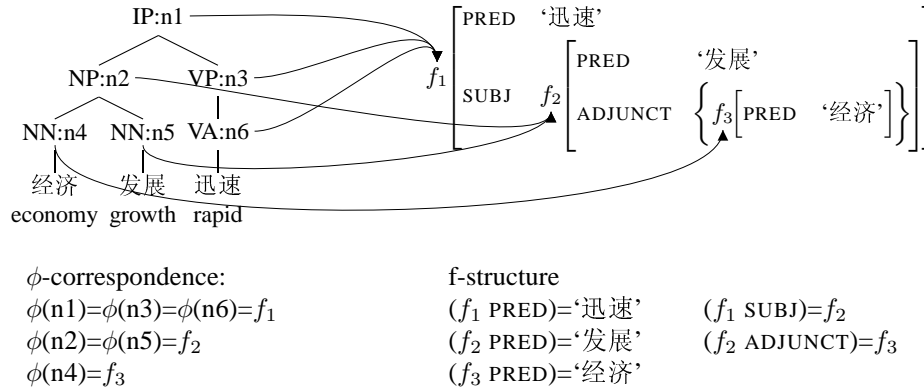 IP:n1
NP:n2 VP:n3
NN:n4 NN:n5 VA:n6
经济 发展 迅速
economy growth rapid
f1 [PRED ‘迅速’
SUBJ f2 [PRED ‘发展’
ADJUNCT {f3[PRED ‘经济’]}]]
ϕ-correspondence:
ϕ(n1)=ϕ(n3)=ϕ(n6)=f1
ϕ(n2)=ϕ(n5)=f2
ϕ(n4)=f3
f-structure
(f1 PRED)=‘迅速’ (f1 SUBJ)=f2
(f2 PRED)=‘发展’ (f2 ADJUNCT)=f3
(f3 PRED)=‘经济’